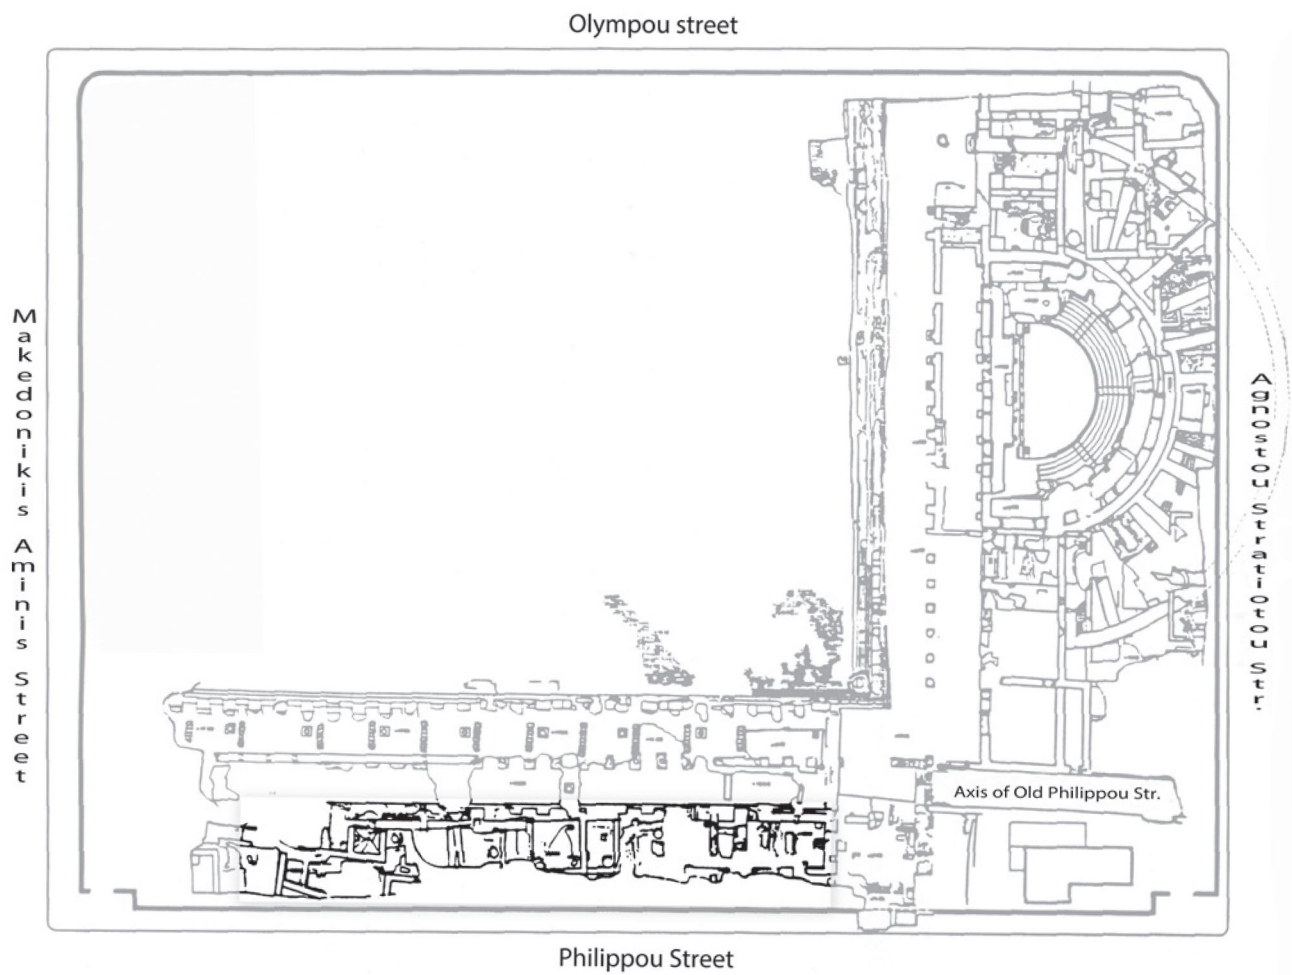 Olympou street
Makedonikis Aminis Street
Agnostou Stratiotou Str.
Axis of Old Philippou Str.
Philippou Street